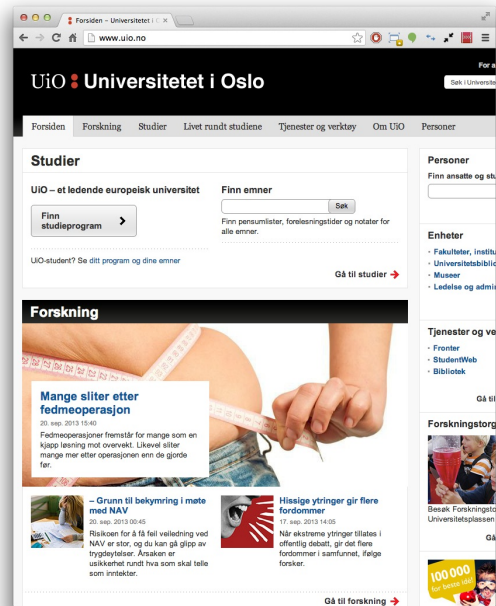 Forsiden - Universitetet i O
www.uio.no
For a
UiO : Universitetet i Oslo
Søk i Universite
Forsiden Forskning Studier Livet rundt studiene Tjenester og verktøy Om UiO Personer
Studier
UiO – et ledende europeisk universitet
Finn studieprogram
UiO-student? Se ditt program og dine emner
Finn emner
Søk
Finn pensumlister, forelesningstider og notater for
alle emner.
Gå til studier
Forskning
Mange sliter etter
fedmeoperasjon
20. sep. 2013 15:40
Fedmeoperasjoner fremstår for mange som en
kjapp løsning mot overvekt. Likevel sliter
mange mer etter operasjonen enn de gjorde
før.
– Grunn til bekymring i møte
med NAV
20. sep. 2013 00:45
Risikoen for å få feil veiledning ved
NAV er stor, og du kan gå glipp av
trygdeytelser. Årsaken er
usikkerhet rundt hva som skal telle
som inntekter.
Hissige ytringer gir flere
fordommer
17. sep. 2013 14:05
Når ekstreme ytringer tillates i
offentlig debatt, gir det flere
fordommer i samfunnet, ifølge
forsker.
Gå til forskning
Personer
Finn ansatte og stu
Enheter
Fakulteter, institu
Universitetsbiblio
Museer
Ledelse og admi
Tjenester og ve
Fronter
StudentWeb
Bibliotek
Gå til
Forskningstorg
Besøk Forskningsto
Universitetsplassen
Gå
100 000
for beste idé!